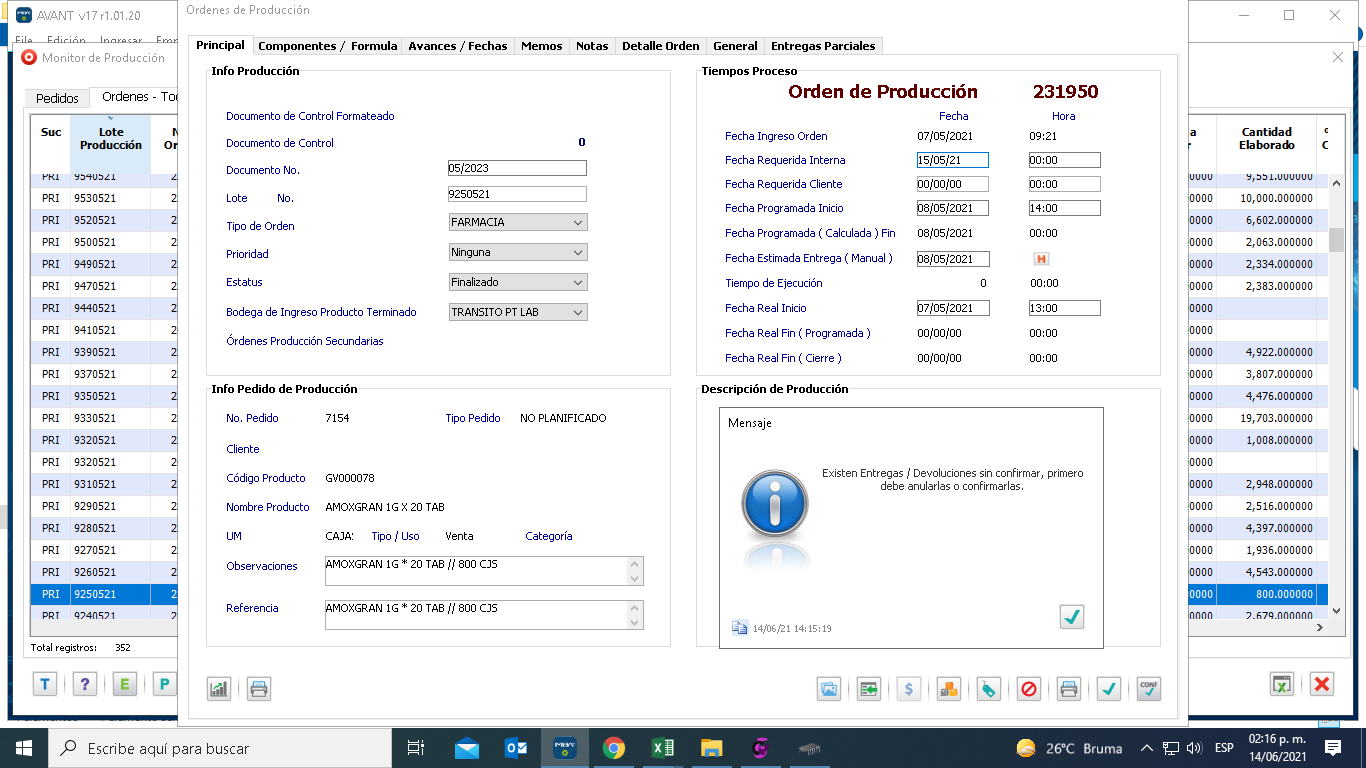 AVANT v17 r1.01.20
Ordenes de Producción
Monitor de Producción
Pedidos
Ordenes - Too
Principal
Componentes / Formula
Avances / Fechas
Memos
Notas
Detalle Orden
General
Entregas Parciales
Info Producción
Documento de Control Formateado
Documento de Control 0
Documento No. 05/2023
Lote No. 9250521
Tipo de Orden FARMACIA
Prioridad Ninguna
Estatus Finalizado
Bodega de Ingreso Producto Terminado TRANSITO PT LAB
Órdenes Producción Secundarias
Tiempos Proceso
Orden de Producción 231950
Fecha Hora
Fecha Ingreso Orden 07/05/2021 09:21
Fecha Requerida Interna 15/05/21 00:00
Fecha Requerida Cliente 00/00/00 00:00
Fecha Programada Inicio 08/05/2021 14:00
Fecha Programada ( Calculada ) Fin 08/05/2021 00:00
Fecha Estimada Entrega ( Manual ) 08/05/2021 H
Tiempo de Ejecución 0 00:00
Fecha Real Inicio 07/05/2021 13:00
Fecha Real Fin ( Programada ) 00/00/00 00:00
Fecha Real Fin ( Cierre ) 00/00/00 00:00
Info Pedido de Producción
No. Pedido 7154 Tipo Pedido NO PLANIFICADO
Cliente
Código Producto GV000078
Nombre Producto AMOXGRAN 1G X 20 TAB
UM CAJA Tipo / Uso Venta Categoría
Observaciones AMOXGRAN 1G * 20 TAB // 800 CJS
Referencia AMOXGRAN 1G * 20 TAB // 800 CJS
Descripción de Producción
Mensaje
Existen Entregas / Devoluciones sin confirmar, primero
debe anularlas o confirmarlas.
14/06/21 14:15:19
CONF
Suc Lote Producción
PRI 9540521
PRI 9530521
PRI 9520521
PRI 9500521
PRI 9490521
PRI 9470521
PRI 9440521
PRI 9410521
PRI 9390521
PRI 9370521
PRI 9350521
PRI 9330521
PRI 9320521
PRI 9320521
PRI 9310521
PRI 9290521
PRI 9280521
PRI 9270521
PRI 9260521
PRI 9250521
PRI 9240521
Cantidad
Elaborado
9,551.000000
10,000.000000
6,602.000000
2,063.000000
2,334.000000
2,383.000000
4,922.000000
3,807.000000
4,476.000000
19,703.000000
1,008.000000
2,948.000000
2,516.000000
4,397.000000
1,936.000000
4,543.000000
800.000000
2,679.000000
Total registros: 352
T ? E P
Escribe aquí para buscar
MBA
26°C Bruma
ESP
02:16 p. m.
14/06/2021